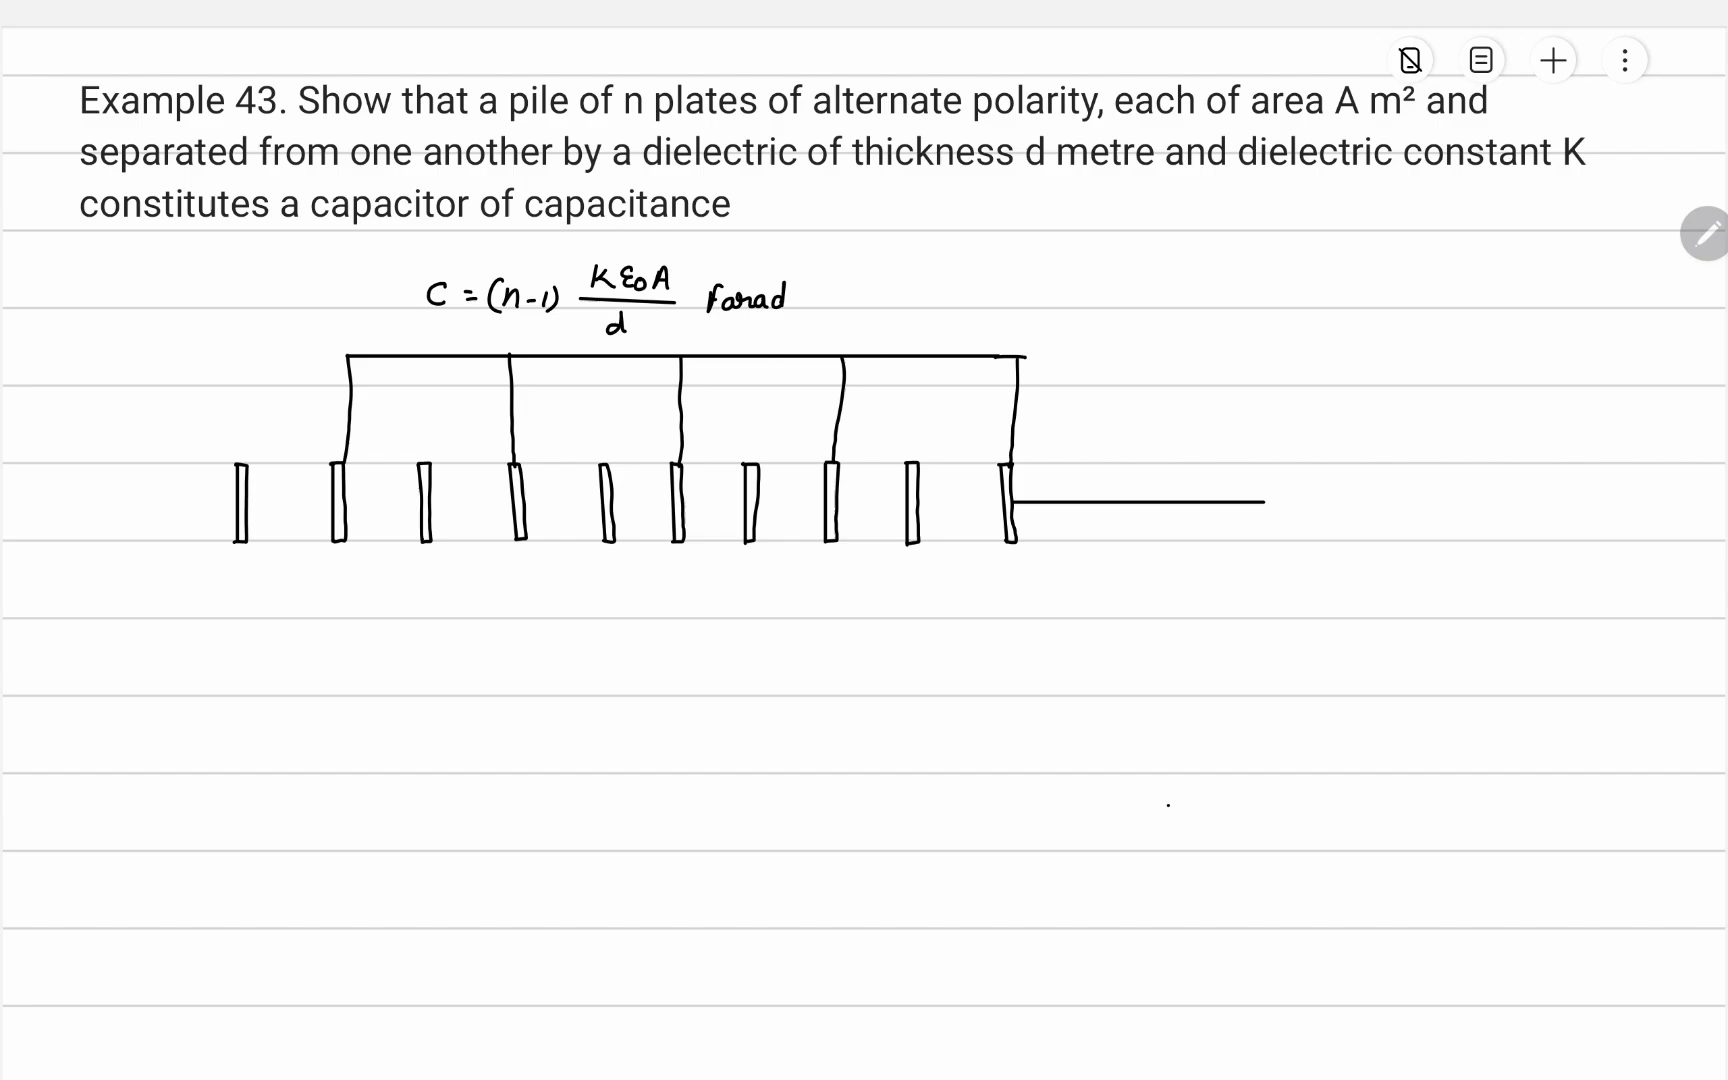 Example 43. Show that a pile of n plates of alternate polarity, each of area A m² and
separated from one another by a dielectric of thickness d metre and dielectric constant K
constitutes a capacitor of capacitance
C = (n-1) Kε₀A / d Farad